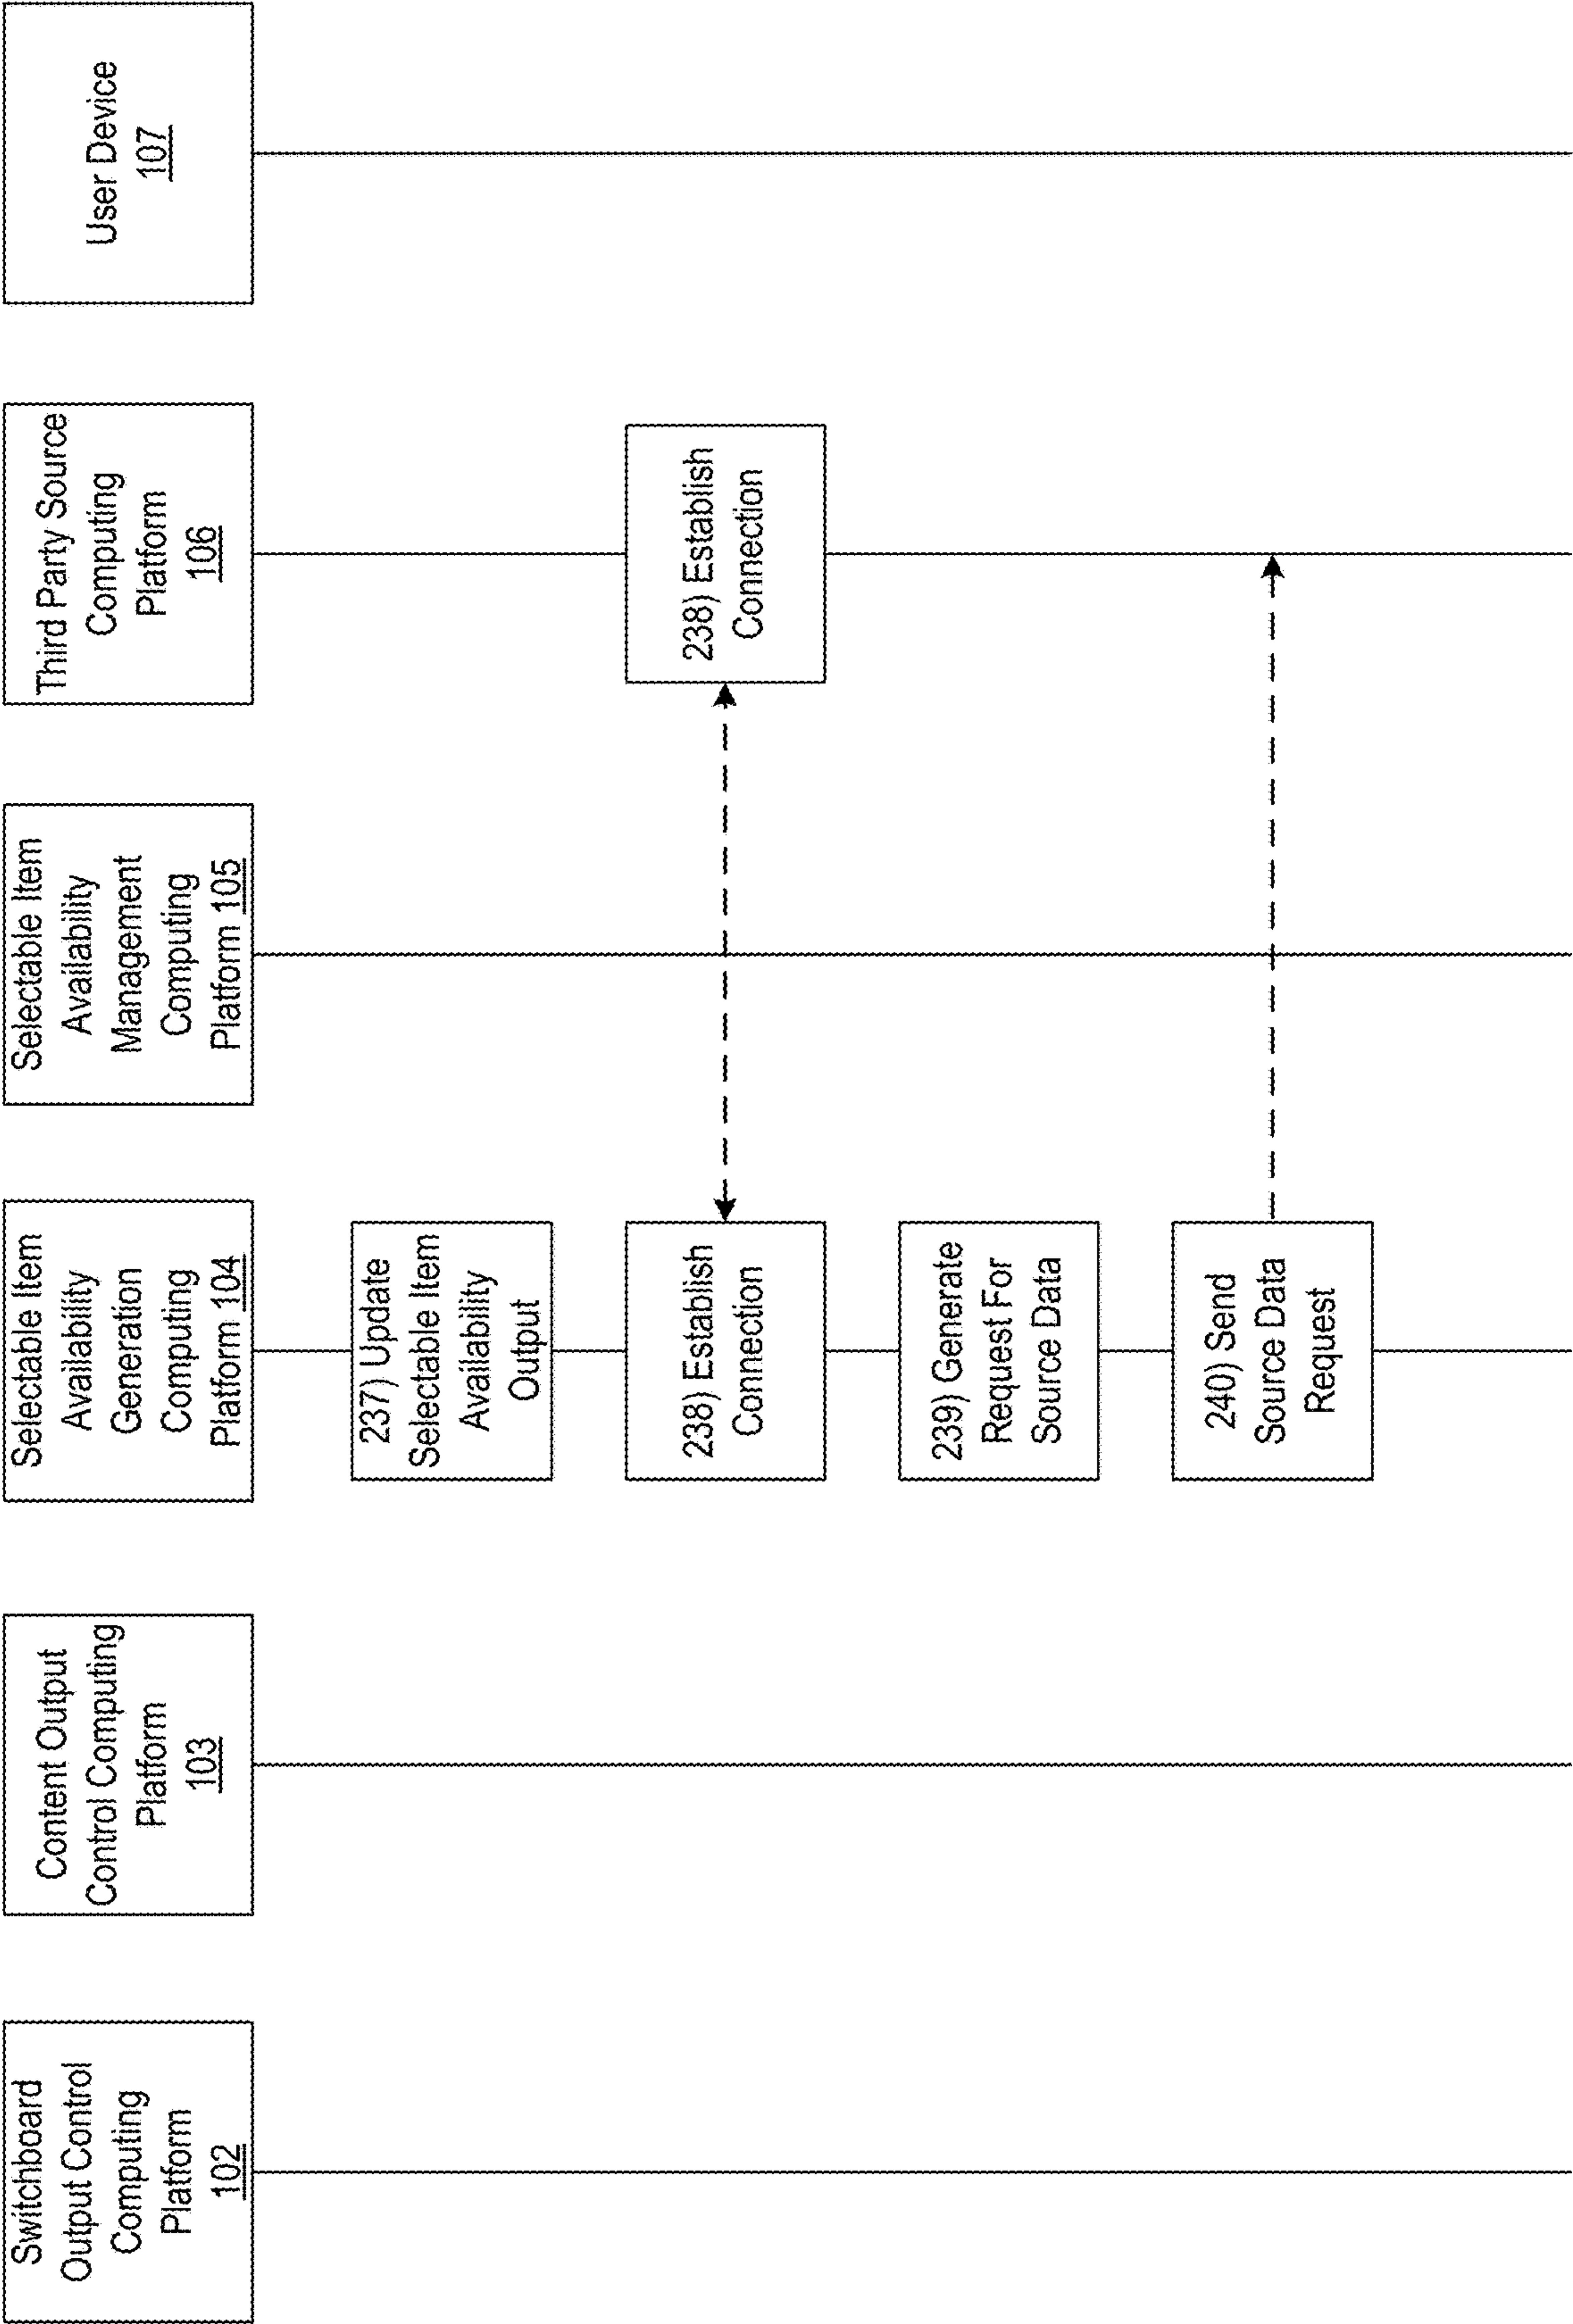 Switchboard
Output Control
Computing
Platform
102
Content Output
Control Computing
Platform
103
Selectable Item
Availability
Generation
Computing
Platform 104
Selectable Item
Availability
Management
Computing
Platform 105
Third Party Source
Computing
Platform
106
User Device
107
237) Update
Selectable Item
Availability
Output
238) Establish
Connection
238) Establish
Connection
239) Generate
Request For
Source Data
240) Send
Source Data
Request